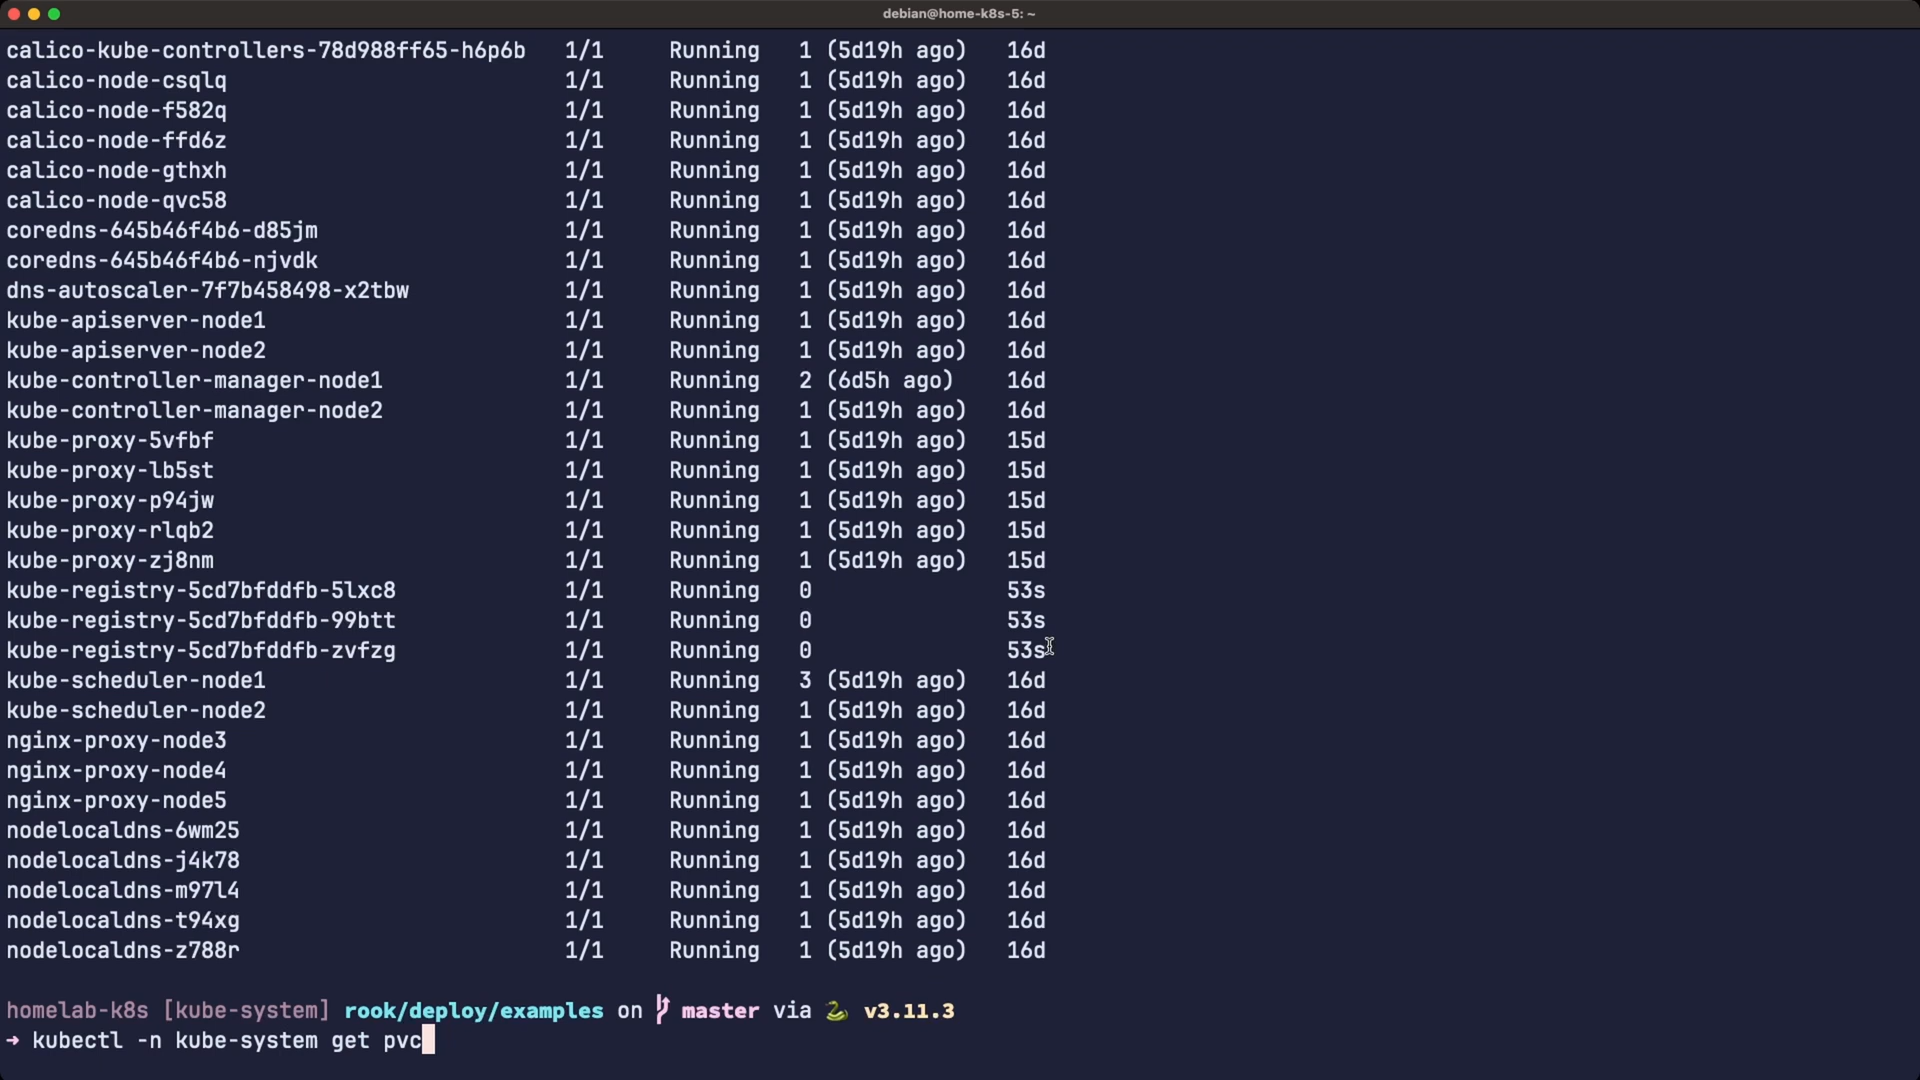 debian@home-k8s-5: ~
calico-kube-controllers-78d988ff65-h6p6b 1/1 Running 1 (5d19h ago) 16d
calico-node-csqlq 1/1 Running 1 (5d19h ago) 16d
calico-node-f582q 1/1 Running 1 (5d19h ago) 16d
calico-node-ffd6z 1/1 Running 1 (5d19h ago) 16d
calico-node-gthxh 1/1 Running 1 (5d19h ago) 16d
calico-node-qvc58 1/1 Running 1 (5d19h ago) 16d
coredns-645b46f4b6-d85jm 1/1 Running 1 (5d19h ago) 16d
coredns-645b46f4b6-njvdk 1/1 Running 1 (5d19h ago) 16d
dns-autoscaler-7f7b458498-x2tbw 1/1 Running 1 (5d19h ago) 16d
kube-apiserver-node1 1/1 Running 1 (5d19h ago) 16d
kube-apiserver-node2 1/1 Running 1 (5d19h ago) 16d
kube-controller-manager-node1 1/1 Running 2 (6d5h ago) 16d
kube-controller-manager-node2 1/1 Running 1 (5d19h ago) 16d
kube-proxy-5vfbf 1/1 Running 1 (5d19h ago) 15d
kube-proxy-lb5st 1/1 Running 1 (5d19h ago) 15d
kube-proxy-p94jw 1/1 Running 1 (5d19h ago) 15d
kube-proxy-rlqb2 1/1 Running 1 (5d19h ago) 15d
kube-proxy-zj8nm 1/1 Running 1 (5d19h ago) 15d
kube-registry-5cd7bfddfb-5lxc8 1/1 Running 0 53s
kube-registry-5cd7bfddfb-99btt 1/1 Running 0 53s
kube-registry-5cd7bfddfb-zvfzg 1/1 Running 0 53s
kube-scheduler-node1 1/1 Running 3 (5d19h ago) 16d
kube-scheduler-node2 1/1 Running 1 (5d19h ago) 16d
nginx-proxy-node3 1/1 Running 1 (5d19h ago) 16d
nginx-proxy-node4 1/1 Running 1 (5d19h ago) 16d
nginx-proxy-node5 1/1 Running 1 (5d19h ago) 16d
nodelocaldns-6wm25 1/1 Running 1 (5d19h ago) 16d
nodelocaldns-j4k78 1/1 Running 1 (5d19h ago) 16d
nodelocaldns-m97l4 1/1 Running 1 (5d19h ago) 16d
nodelocaldns-t94xg 1/1 Running 1 (5d19h ago) 16d
nodelocaldns-z788r 1/1 Running 1 (5d19h ago) 16d
homelab-k8s [kube-system] rook/deploy/examples on master via 🐍 v3.11.3
→ kubectl -n kube-system get pvc